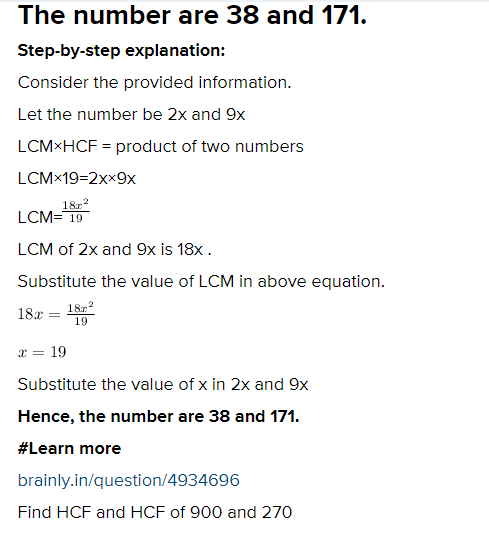 The number are 38 and 171.
Step-by-step explanation:
Consider the provided information.
Let the number be 2x and 9x
LCM×HCF = product of two numbers
LCM×19=2x×9x
LCM=\frac{18x^2}{19}
LCM of 2x and 9x is 18x .
Substitute the value of LCM in above equation.
18x = \frac{18x^2}{19}
x = 19
Substitute the value of x in 2x and 9x
Hence, the number are 38 and 171.
#Learn more
brainly.in/question/4934696
Find HCF and HCF of 900 and 270